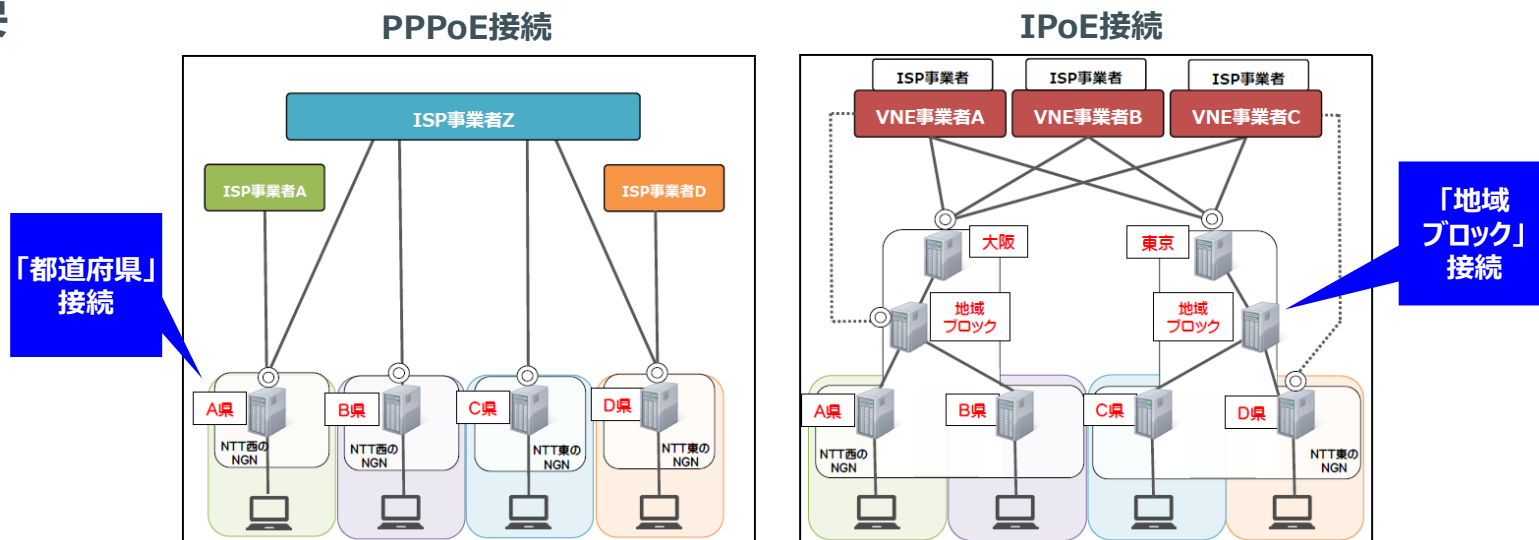 PPPoE接続
ISP事業者Z
ISP事業者A
ISP事業者D
「都道府県」
接続
A県
B県
C県
D県
NTT西の
NGN
NTT西の
NGN
NTT東の
NGN
NTT東の
NGN
IPoE接続
ISP事業者
ISP事業者
ISP事業者
VNE事業者A
VNE事業者B
VNE事業者C
大阪
東京
地域
ブロック
地域
ブロック
「地域
ブロック」
接続
A県
B県
C県
D県
NTT西の
NGN
NTT東の
NGN